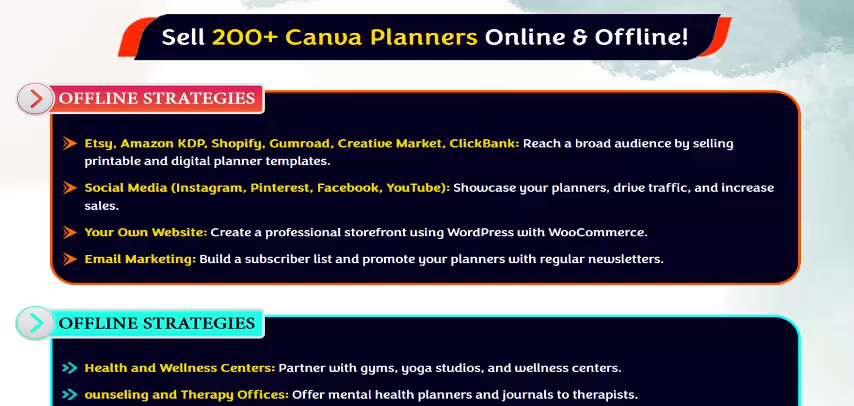 Sell 200+ Canva Planners Online & Offline!
OFFLINE STRATEGIES
Etsy, Amazon KDP, Shopify, Gumroad, Creative Market, ClickBank: Reach a broad audience by selling
printable and digital planner templates.
Social Media (Instagram, Pinterest, Facebook, YouTube): Showcase your planners, drive traffic, and increase
sales.
Your Own Website: Create a professional storefront using WordPress with WooCommerce.
Email Marketing: Build a subscriber list and promote your planners with regular newsletters.
OFFLINE STRATEGIES
Health and Wellness Centers: Partner with gyms, yoga studios, and wellness centers.
ounseling and Therapy Offices: Offer mental health planners and journals to therapists.